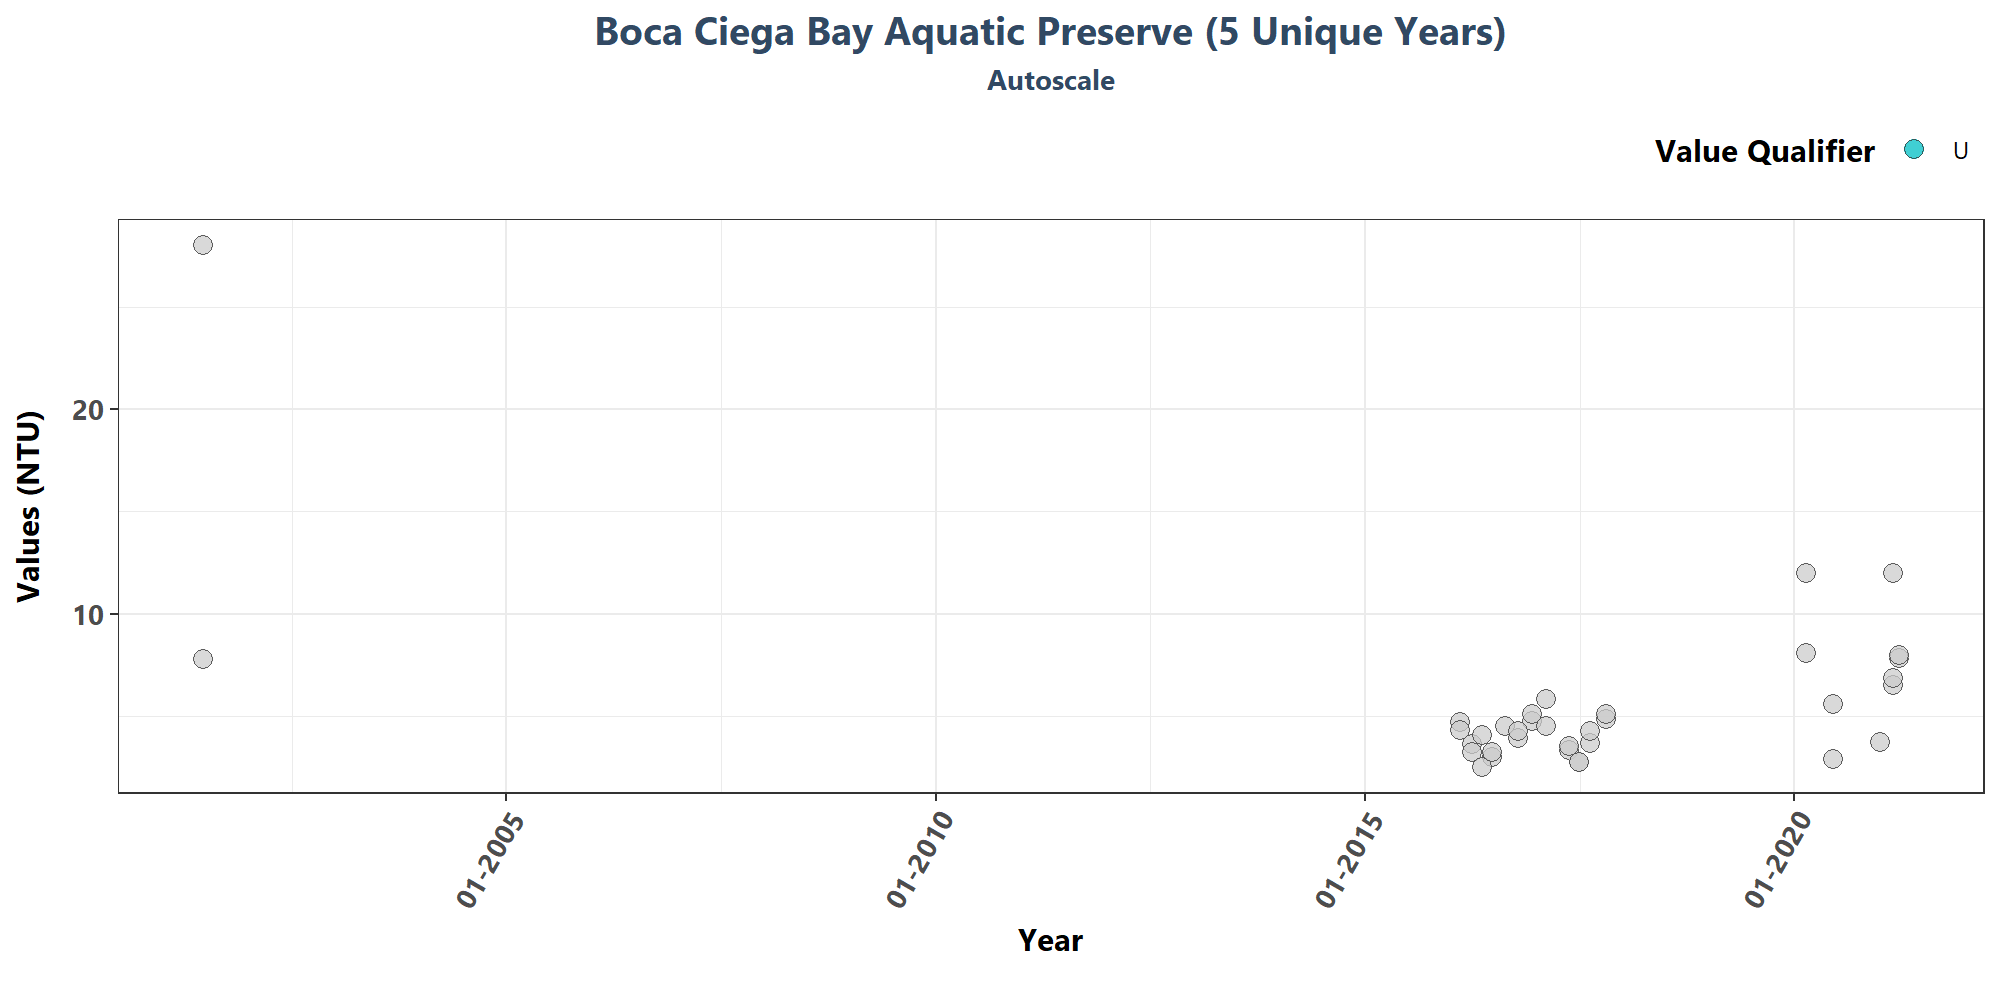 Boca Ciega Bay Aquatic Preserve (5 Unique Years)
Autoscale
Value Qualifier U
Values (NTU)
20
10
01-2005
01-2010
01-2015
01-2020
Year